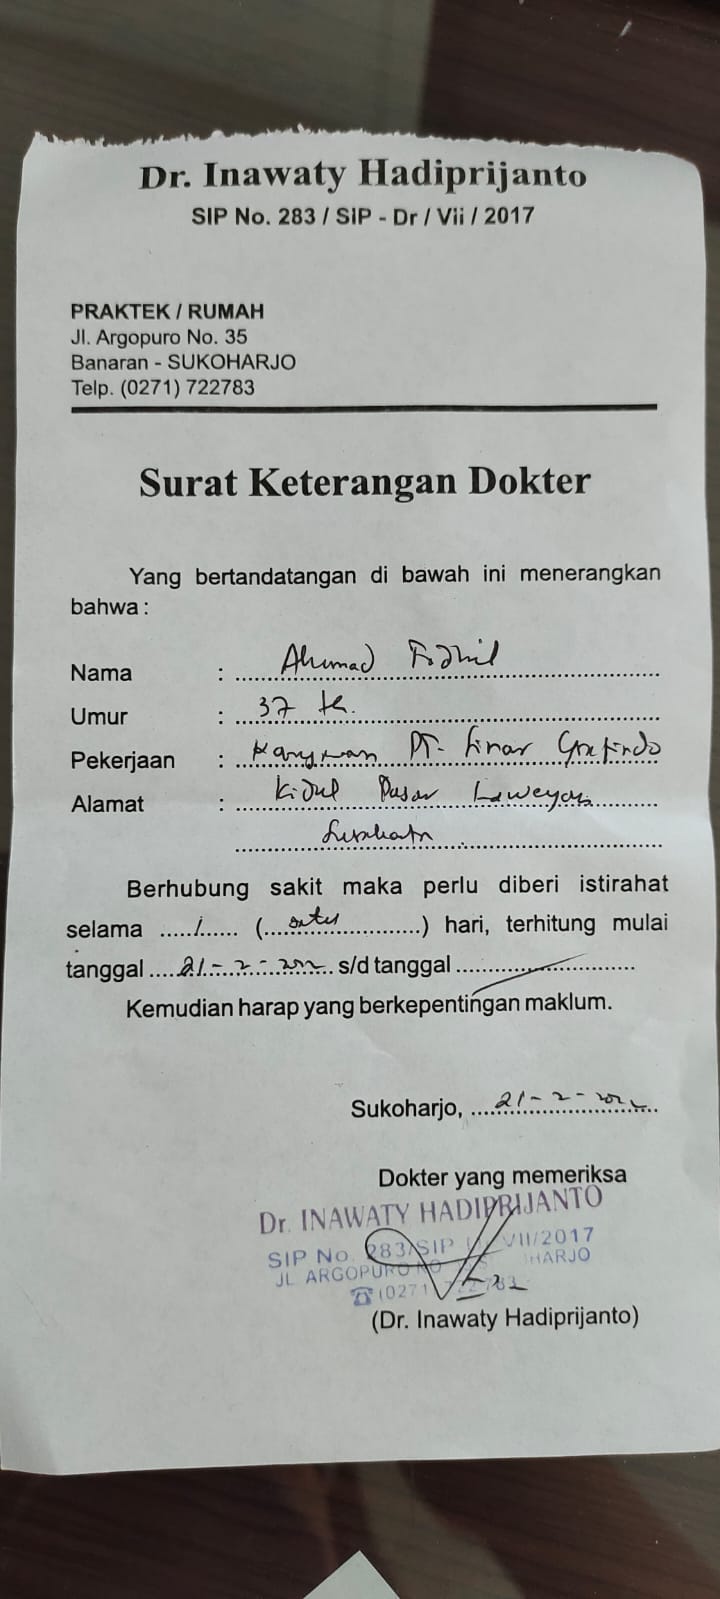 Dr. Inawaty Hadiprijanto
SIP No. 283 / SIP - Dr / Vii / 2017
PRAKTEK / RUMAH
Jl. Argopuro No. 35
Banaran - SUKOHARJO
Telp. (0271) 722783
Surat Keterangan Dokter
Yang bertandatangan di bawah ini menerangkan
bahwa :
Nama : Ahmad Fadhil
Umur : 37 th.
Pekerjaan : Karyawan PT. Sinar Grafindo
Alamat : Kidul Pasar Laweyan
Surakarta
Berhubung sakit maka perlu diberi istirahat
selama 1 (satu) hari, terhitung mulai
tanggal 21-2-2022 s/d tanggal
Kemudian harap yang berkepentingan maklum.
Sukoharjo, 21-2-2022
Dokter yang memeriksa
Dr. INAWATY HADIPRIJANTO
SIP No. 283/SIP VII/2017
JL ARGOPURO HARJO
(0271) 722783
(Dr. Inawaty Hadiprijanto)